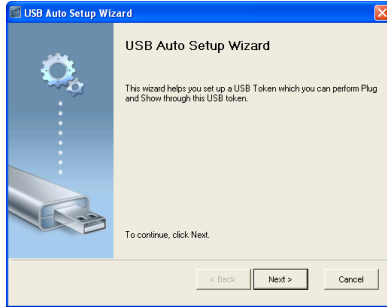 USB Auto Setup Wizard
USB Auto Setup Wizard
This wizard helps you set up a USB Token which you can perform Plug
and Show through this USB token.
To continue, click Next.
< Back Next > Cancel